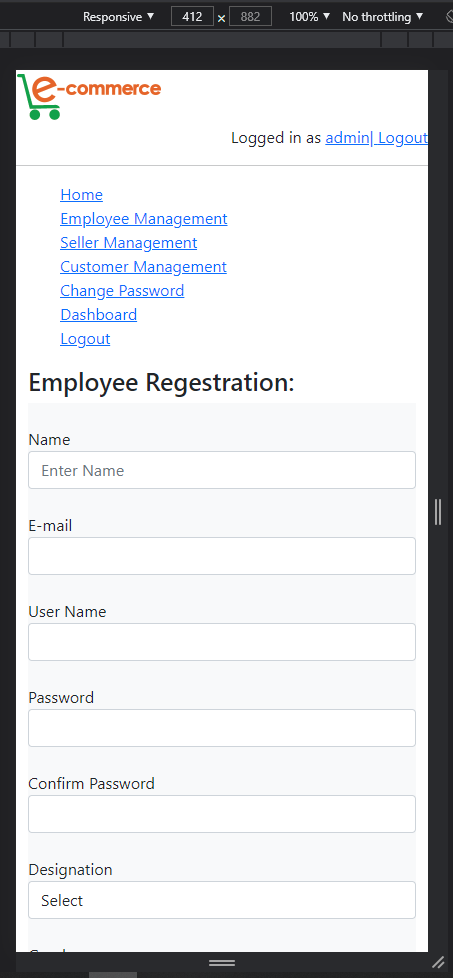 Responsive ▼ 412 × 882 100% ▼ No throttling ▼
e-commerce
Logged in as admin| Logout
Home
Employee Management
Seller Management
Customer Management
Change Password
Dashboard
Logout
Employee Regestration:
Name
Enter Name
E-mail
User Name
Password
Confirm Password
Designation
Select